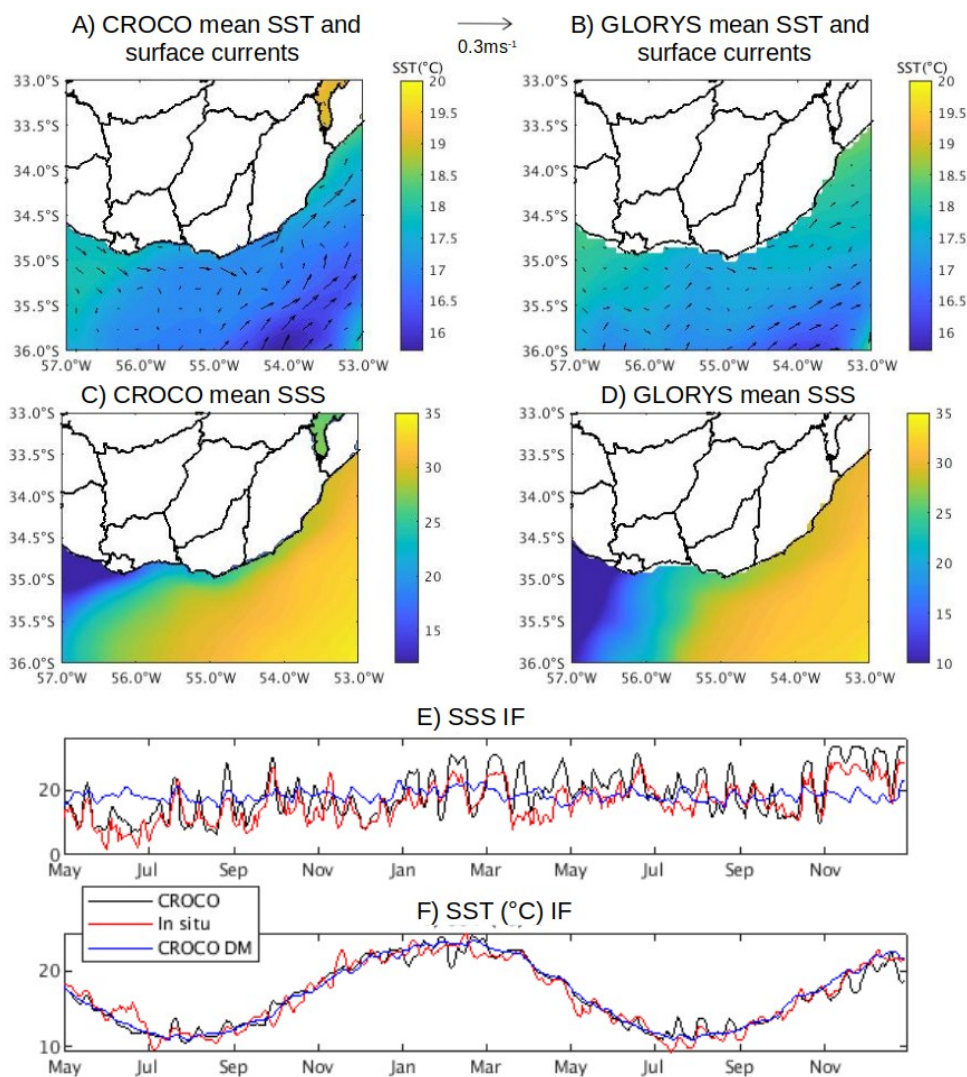 A) CROCO mean SST and
surface currents
0.3ms⁻¹
B) GLORYS mean SST and
surface currents
SST(°C)
33.0°S
33.5°S
34.0°S
34.5°S
35.0°S
35.5°S
36.0°S
57.0°W 56.0°W 55.0°W 54.0°W 53.0°W
20
19.5
19
18.5
18
17.5
17
16.5
16
SST(°C)
33.0°S
33.5°S
34.0°S
34.5°S
35.0°S
35.5°S
36.0°S
57.0°W 56.0°W 55.0°W 54.0°W 53.0°W
20
19.5
19
18.5
18
17.5
17
16.5
16
C) CROCO mean SSS
33.0°S
33.5°S
34.0°S
34.5°S
35.0°S
35.5°S
36.0°S
57.0°W 56.0°W 55.0°W 54.0°W 53.0°W
35
30
25
20
15
D) GLORYS mean SSS
33.0°S
33.5°S
34.0°S
34.5°S
35.0°S
35.5°S
36.0°S
57.0°W 56.0°W 55.0°W 54.0°W 53.0°W
35
30
25
20
15
10
E) SSS IF
20
0
May Jul Sep Nov Jan Mar May Jul Sep Nov
CROCO
In situ
CROCO DM
F) SST (°C) IF
20
10
May Jul Sep Nov Jan Mar May Jul Sep Nov